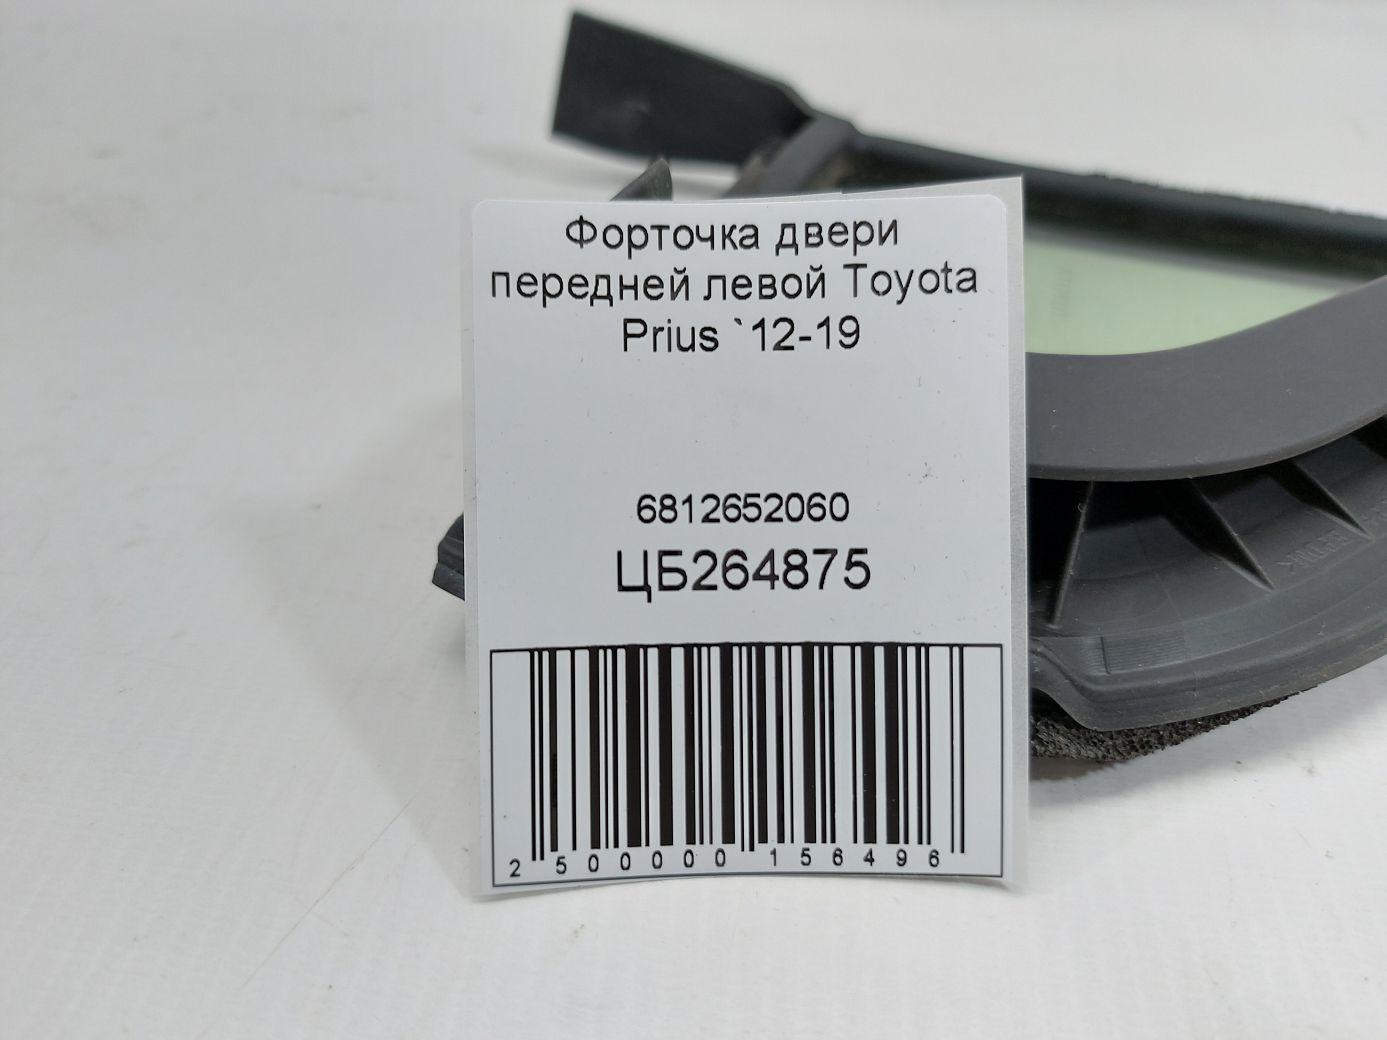 Форточка двери
передней левой Toyota
Prius `12-19
6812652060
ЦБ264875
2 500000 156496